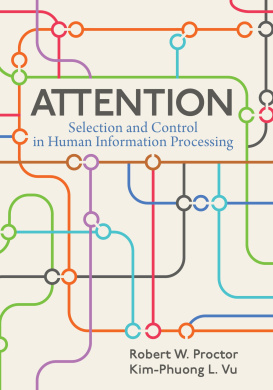 ATTENTION
Selection and Control
in Human Information Processing
Robert W. Proctor
Kim-Phuong L. Vu